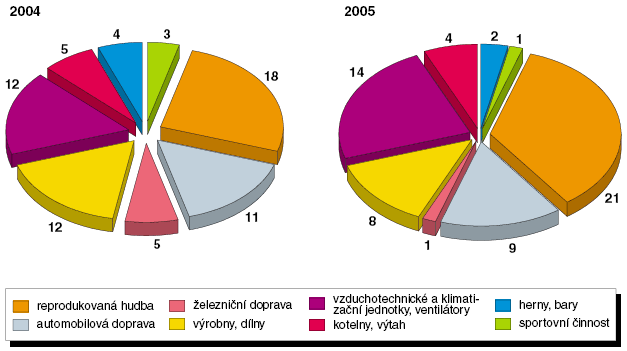 2004
2005
4
3
5
12
18
12
5
11
4
2
1
14
21
8
1
9
reprodukovaná hudba
automobilová doprava
železniční doprava
výrobny, dílny
vzduchotechnické a klimati-
zační jednotky, ventilátory
kotelny, výtah
herny, bary
sportovní činnost